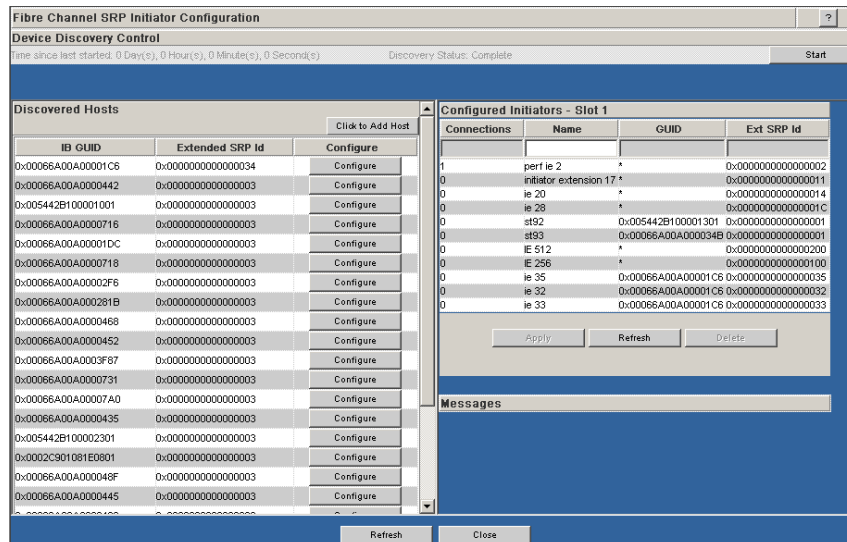 Fibre Channel SRP Initiator Configuration ?
Device Discovery Control
Time since last started: 0 Day(s), 0 Hour(s), 0 Minute(s), 0 Second(s) Discovery Status: Complete Start
Discovered Hosts
Click to Add Host
IB GUID Extended SRP Id Configure
0x00066A00A00001C6 0x0000000000000034 Configure
0x00066A00A0000442 0x0000000000000003 Configure
0x005442B100001001 0x0000000000000003 Configure
0x00066A00A0000716 0x0000000000000003 Configure
0x00066A00A00001DC 0x0000000000000003 Configure
0x00066A00A0000718 0x0000000000000003 Configure
0x00066A00A00002F6 0x0000000000000003 Configure
0x00066A00A000281B 0x0000000000000003 Configure
0x00066A00A0000468 0x0000000000000003 Configure
0x00066A00A0000452 0x0000000000000003 Configure
0x00066A00A0003F87 0x0000000000000003 Configure
0x00066A00A0000731 0x0000000000000003 Configure
0x00066A00A00007A0 0x0000000000000003 Configure
0x00066A00A0000435 0x0000000000000003 Configure
0x005442B100002301 0x0000000000000003 Configure
0x0002C901081E0801 0x0000000000000003 Configure
0x00066A00A000048F 0x0000000000000003 Configure
0x00066A00A0000445 0x0000000000000003 Configure
Configured Initiators - Slot 1
Connections Name GUID Ext SRP Id
1 perf ie 2 * 0x0000000000000002
0 initiator extension 17 * 0x0000000000000011
0 ie 20 * 0x0000000000000014
0 ie 28 * 0x000000000000001C
0 st92 0x005442B100001301 0x0000000000000001
0 st93 0x00066A00A000034B 0x0000000000000001
0 IE 512 * 0x0000000000000200
0 IE 256 * 0x0000000000000100
0 ie 35 0x00066A00A00001C6 0x0000000000000035
0 ie 32 0x00066A00A00001C6 0x0000000000000032
0 ie 33 0x00066A00A00001C6 0x0000000000000033
Apply Refresh Delete
Messages
Refresh Close